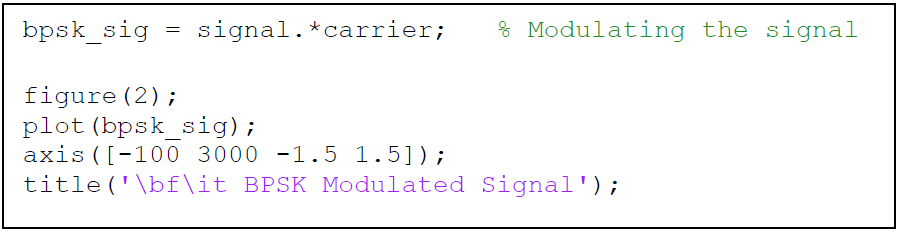 bpsk_sig = signal.*carrier;   % Modulating the signal
figure(2);
plot(bpsk_sig);
axis([-100 3000 -1.5 1.5]);
title('\bf\it BPSK Modulated Signal');